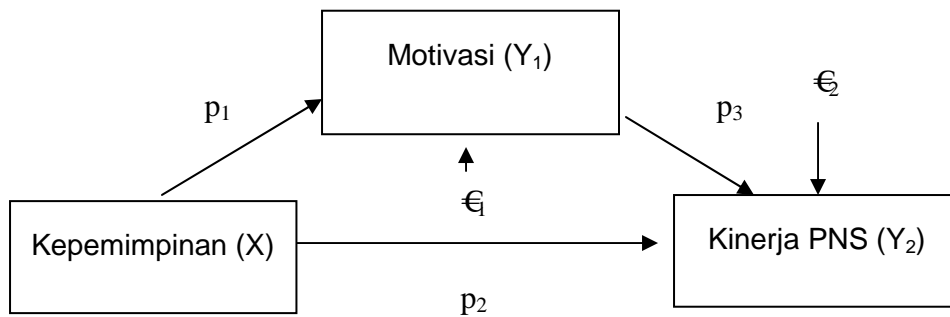 Motivasi (Y₁)
€₂
p₁
p₃
€₁
Kepemimpinan (X)
Kinerja PNS (Y₂)
p₂